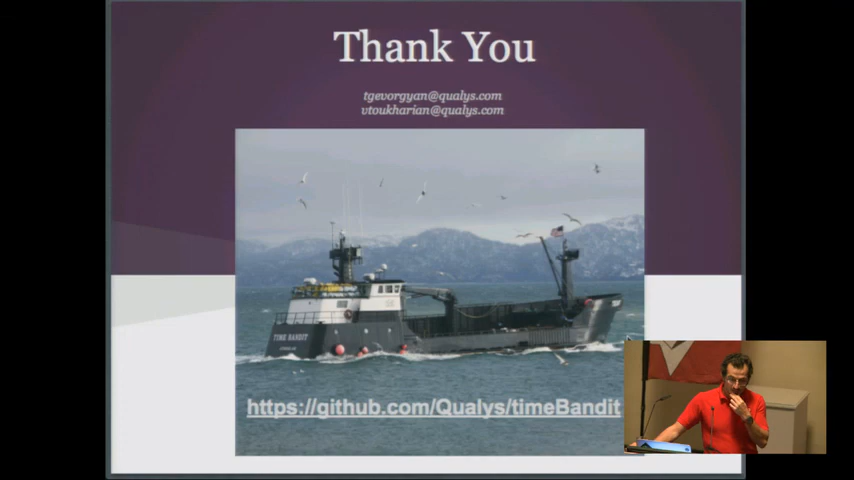 Thank You
tgevorgyan@qualys.com
vtoukharian@qualys.com
TIME BANDIT
https://github.com/Qualys/timeBandit